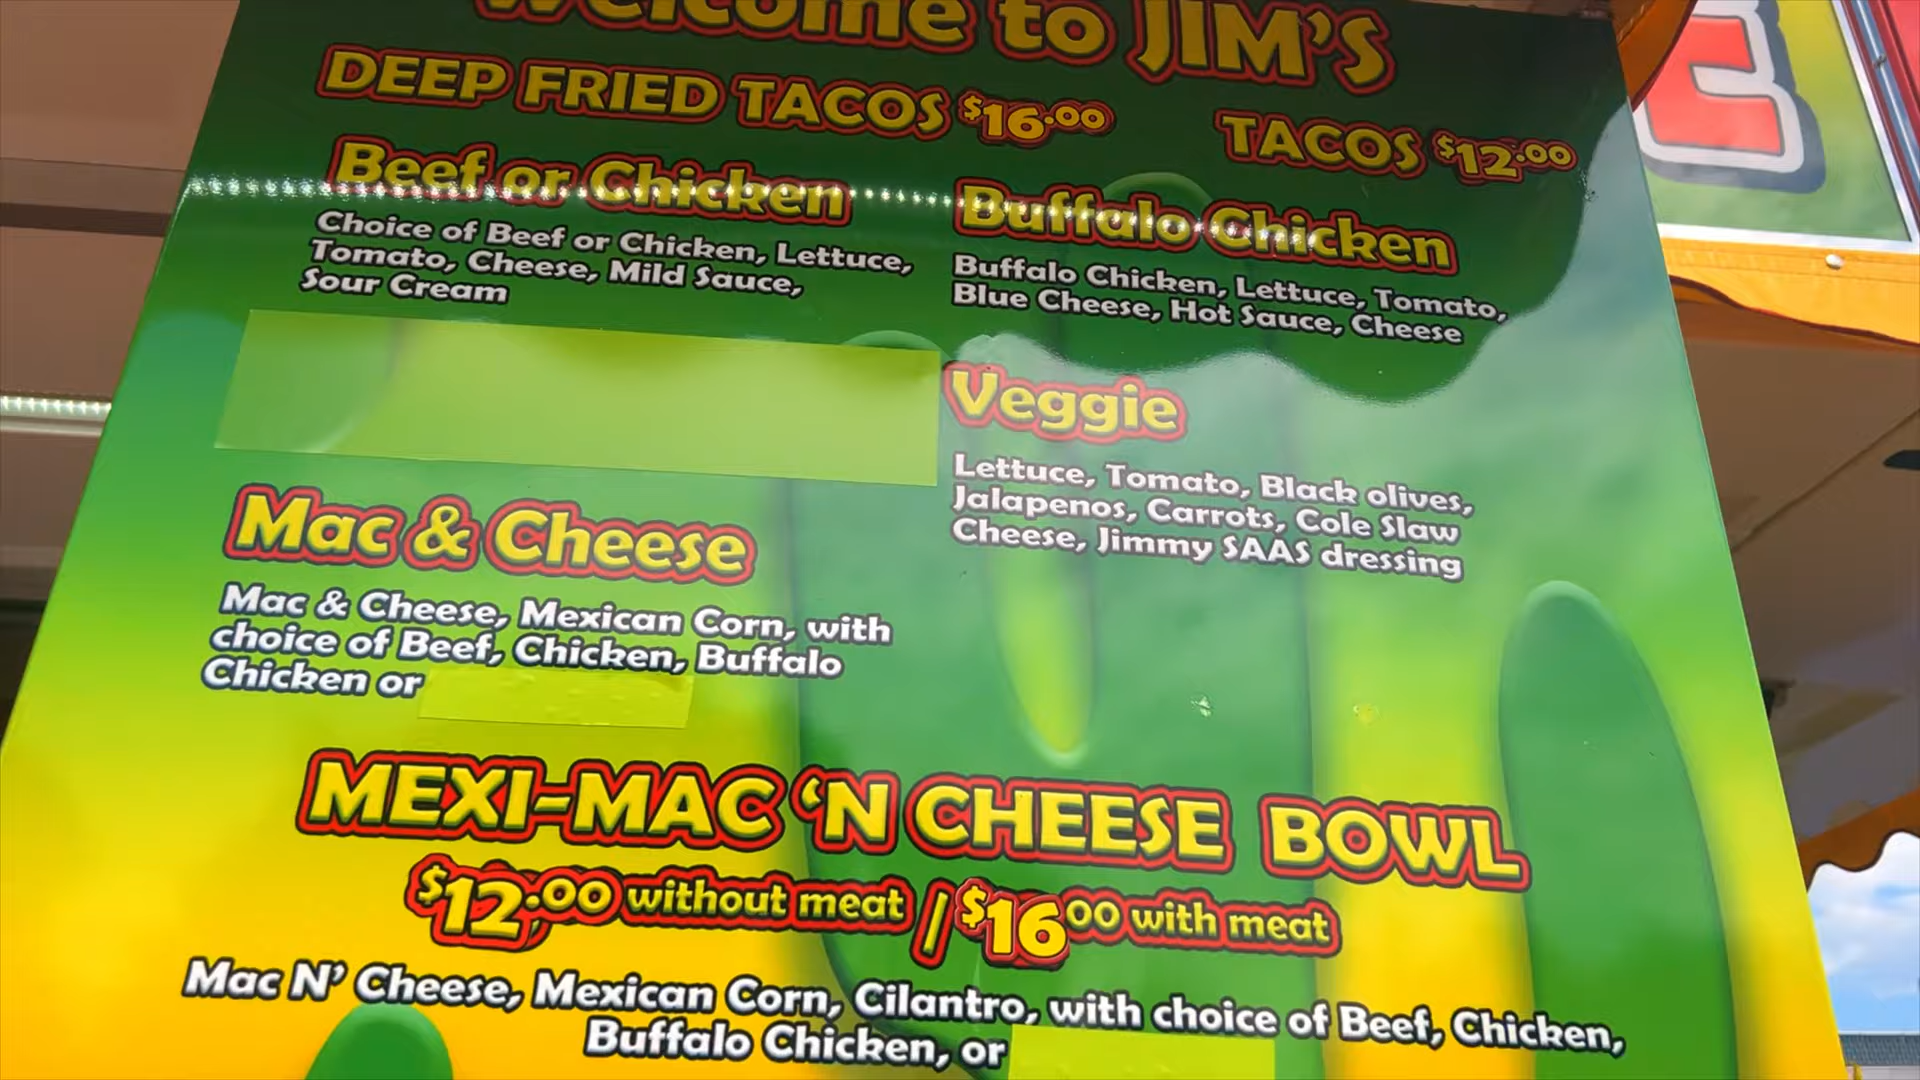 Welcome to JIM'S
DEEP FRIED TACOS $16.00
TACOS $12.00
Beef or Chicken
Choice of Beef or Chicken, Lettuce,
Tomato, Cheese, Mild Sauce,
Sour Cream
Buffalo Chicken
Buffalo Chicken, Lettuce, Tomato,
Blue Cheese, Hot Sauce, Cheese
Veggie
Lettuce, Tomato, Black olives,
Jalapenos, Carrots, Cole Slaw
Cheese, Jimmy SAAS dressing
Mac & Cheese
Mac & Cheese, Mexican Corn, with
choice of Beef, Chicken, Buffalo
Chicken or
MEXI-MAC 'N CHEESE BOWL
$12.00 without meat / $16.00 with meat
Mac N' Cheese, Mexican Corn, Cilantro, with choice of Beef, Chicken,
Buffalo Chicken, or